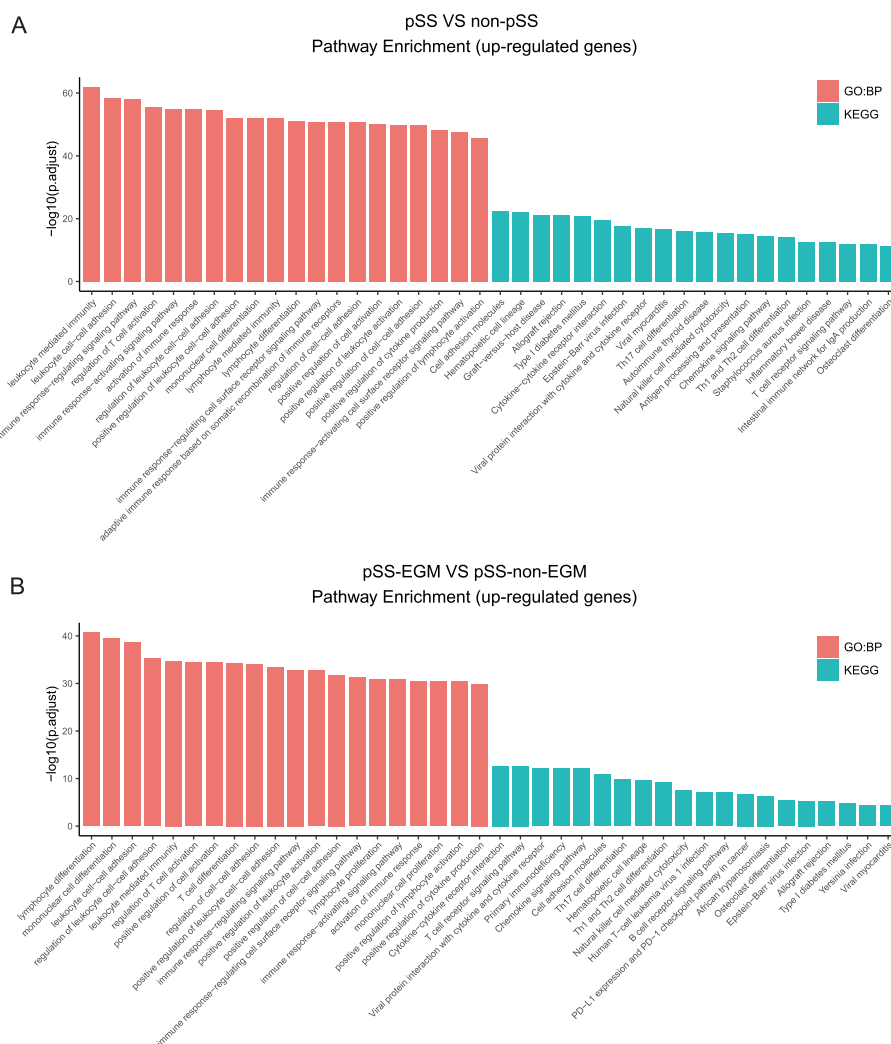 A
pSS VS non-pSS
Pathway Enrichment (up-regulated genes)
GO:BP
KEGG
−log10(p.adjust)
60
40
20
0
leukocyte mediated immunity
leukocyte cell−cell adhesion
immune response−regulating signaling pathway
regulation of T cell activation
immune response−activating signaling pathway
activation of immune response
regulation of leukocyte cell−cell adhesion
positive regulation of leukocyte cell−cell adhesion
mononuclear cell differentiation
lymphocyte mediated immunity
lymphocyte differentiation
immune response−regulating cell surface receptor signaling pathway
adaptive immune response based on somatic recombination of immune receptors
regulation of cell−cell adhesion
positive regulation of T cell activation
positive regulation of leukocyte activation
positive regulation of cell−cell adhesion
positive regulation of cytokine production
immune response−activating cell surface receptor signaling pathway
positive regulation of lymphocyte activation
Cell adhesion molecules
Hematopoietic cell lineage
Graft−versus−host disease
Allograft rejection
Type I diabetes mellitus
Cytokine−cytokine receptor interaction
Epstein−Barr virus infection
Viral protein interaction with cytokine and cytokine receptor
Viral myocarditis
Th17 cell differentiation
Autoimmune thyroid disease
Natural killer cell mediated cytotoxicity
Antigen processing and presentation
Chemokine signaling pathway
Th1 and Th2 cell differentiation
Staphylococcus aureus infection
Inflammatory bowel disease
T cell receptor signaling pathway
Intestinal immune network for IgA production
Osteoclast differentiation
B
pSS-EGM VS pSS-non-EGM
Pathway Enrichment (up-regulated genes)
GO:BP
KEGG
−log10(p.adjust)
40
30
20
10
0
lymphocyte differentiation
mononuclear cell differentiation
leukocyte cell−cell adhesion
regulation of leukocyte cell−cell adhesion
leukocyte mediated immunity
regulation of T cell activation
positive regulation of cell activation
T cell differentiation
regulation of cell−cell adhesion
positive regulation of leukocyte cell−cell adhesion
immune response−regulating signaling pathway
positive regulation of leukocyte activation
positive regulation of cell−cell adhesion
immune response−regulating cell surface receptor signaling pathway
lymphocyte proliferation
immune response−activating signaling pathway
activation of immune response
mononuclear cell proliferation
positive regulation of lymphocyte activation
positive regulation of cytokine production
Cytokine−cytokine receptor interaction
T cell receptor signaling pathway
Viral protein interaction with cytokine and cytokine receptor
Primary immunodeficiency
Chemokine signaling pathway
Cell adhesion molecules
Th17 cell differentiation
Hematopoietic cell lineage
Th1 and Th2 cell differentiation
Natural killer cell mediated cytotoxicity
Human T−cell leukemia virus 1 infection
B cell receptor signaling pathway
PD−L1 expression and PD−1 checkpoint pathway in cancer
African trypanosomiasis
Osteoclast differentiation
Epstein−Barr virus infection
Allograft rejection
Type I diabetes mellitus
Yersinia infection
Viral myocarditis